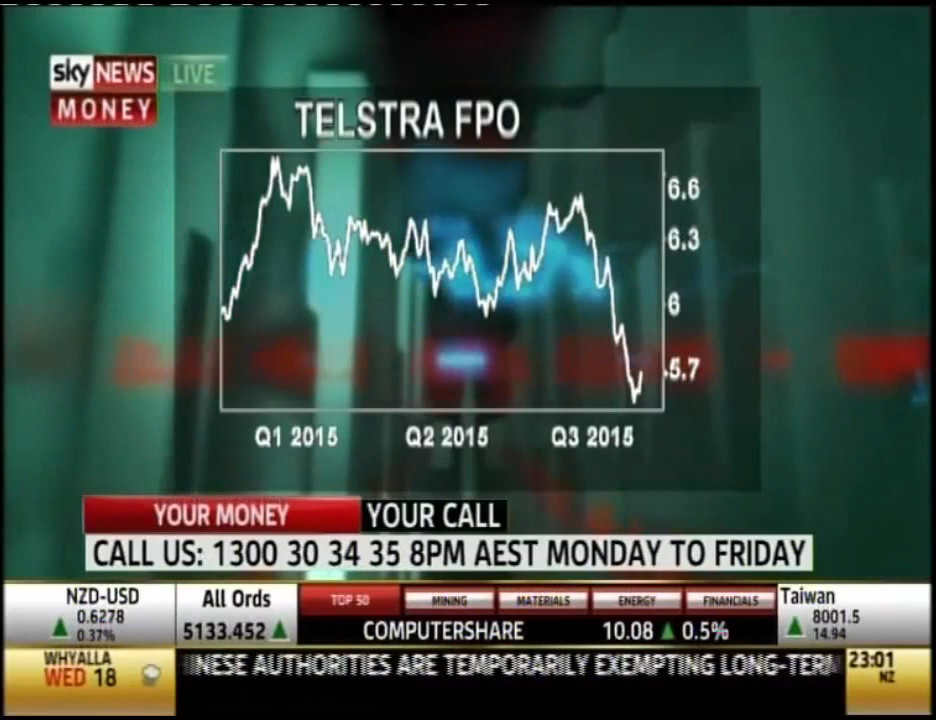 sky NEWS LIVE
MONEY
TELSTRA FPO
6.6
6.3
6
5.7
Q1 2015 Q2 2015 Q3 2015
YOUR MONEY YOUR CALL
CALL US: 1300 30 34 35 8PM AEST MONDAY TO FRIDAY
NZD-USD
0.6278
0.37%
All Ords
5133.452
TOP 50 MINING MATERIALS ENERGY FINANCIALS
COMPUTERSHARE 10.08 0.5%
Taiwan
8001.5
14.94
WHYALLA
WED 18
INESE AUTHORITIES ARE TEMPORARILY EXEMPTING LONG-TERM
23:01
NZ